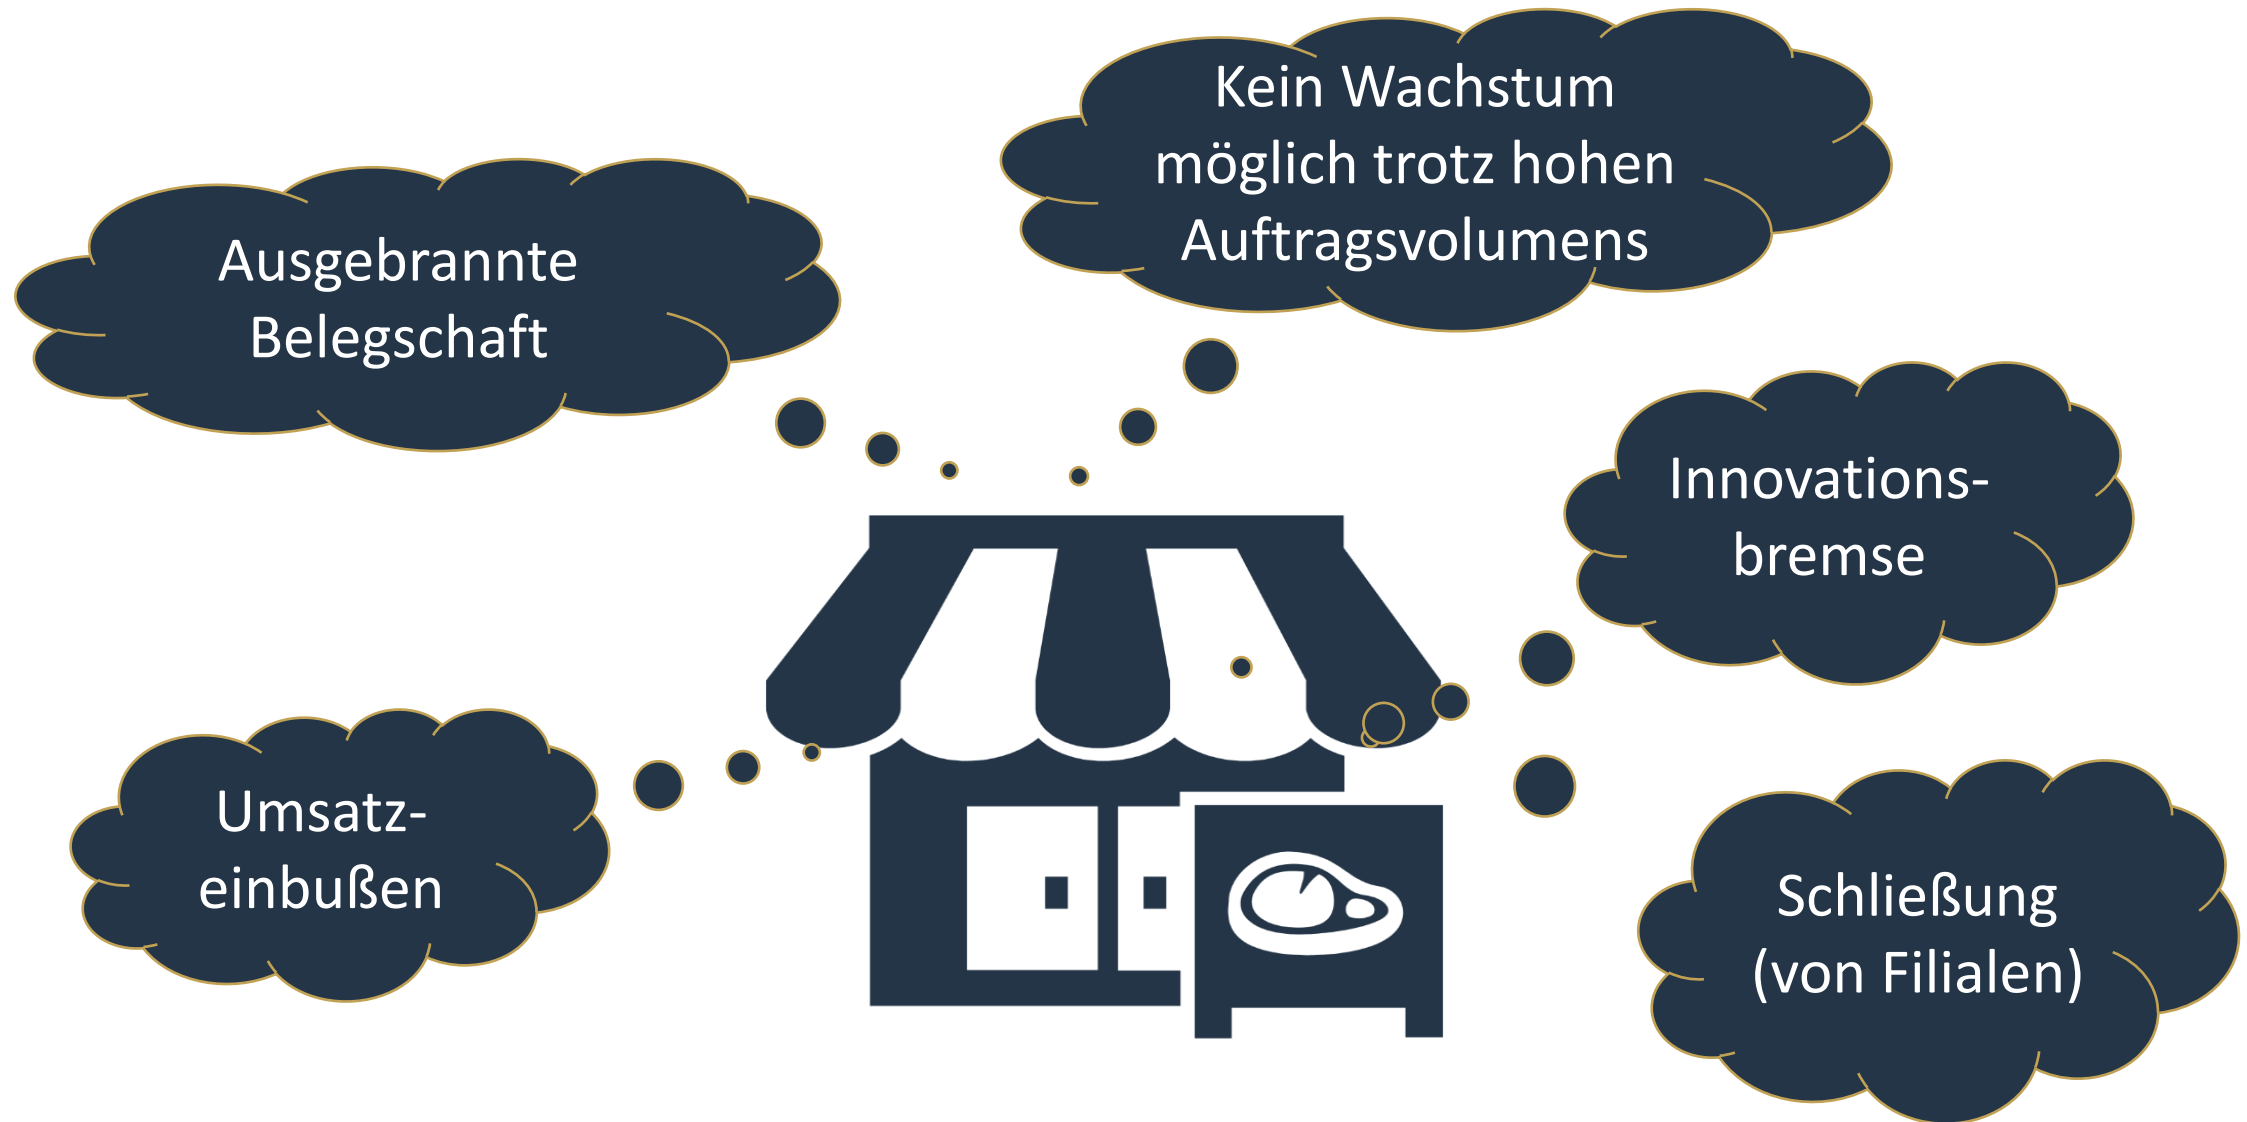 Kein Wachstum
möglich trotz hohen
Auftragsvolumens
Ausgebrannte
Belegschaft
Innovations-
bremse
Umsatz-
einbußen
Schließung
(von Filialen)